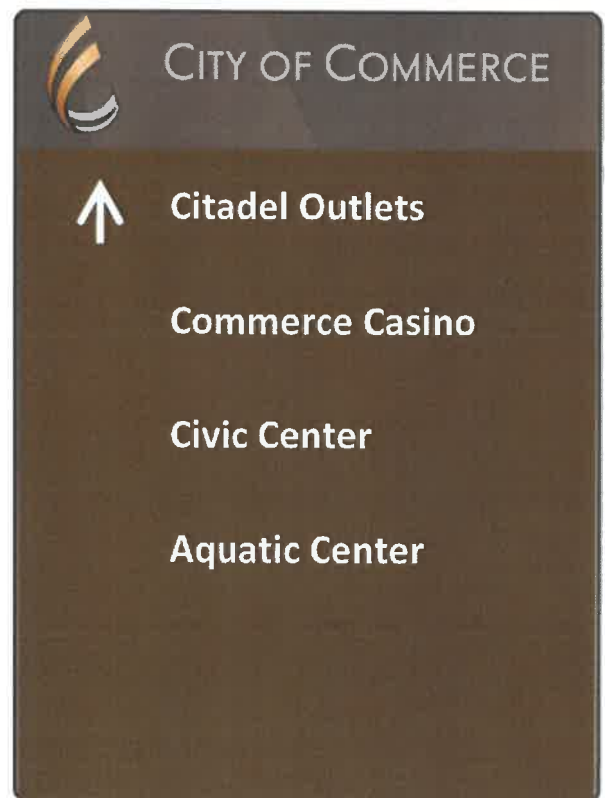 CITY OF COMMERCE
Citadel Outlets
Commerce Casino
Civic Center
Aquatic Center